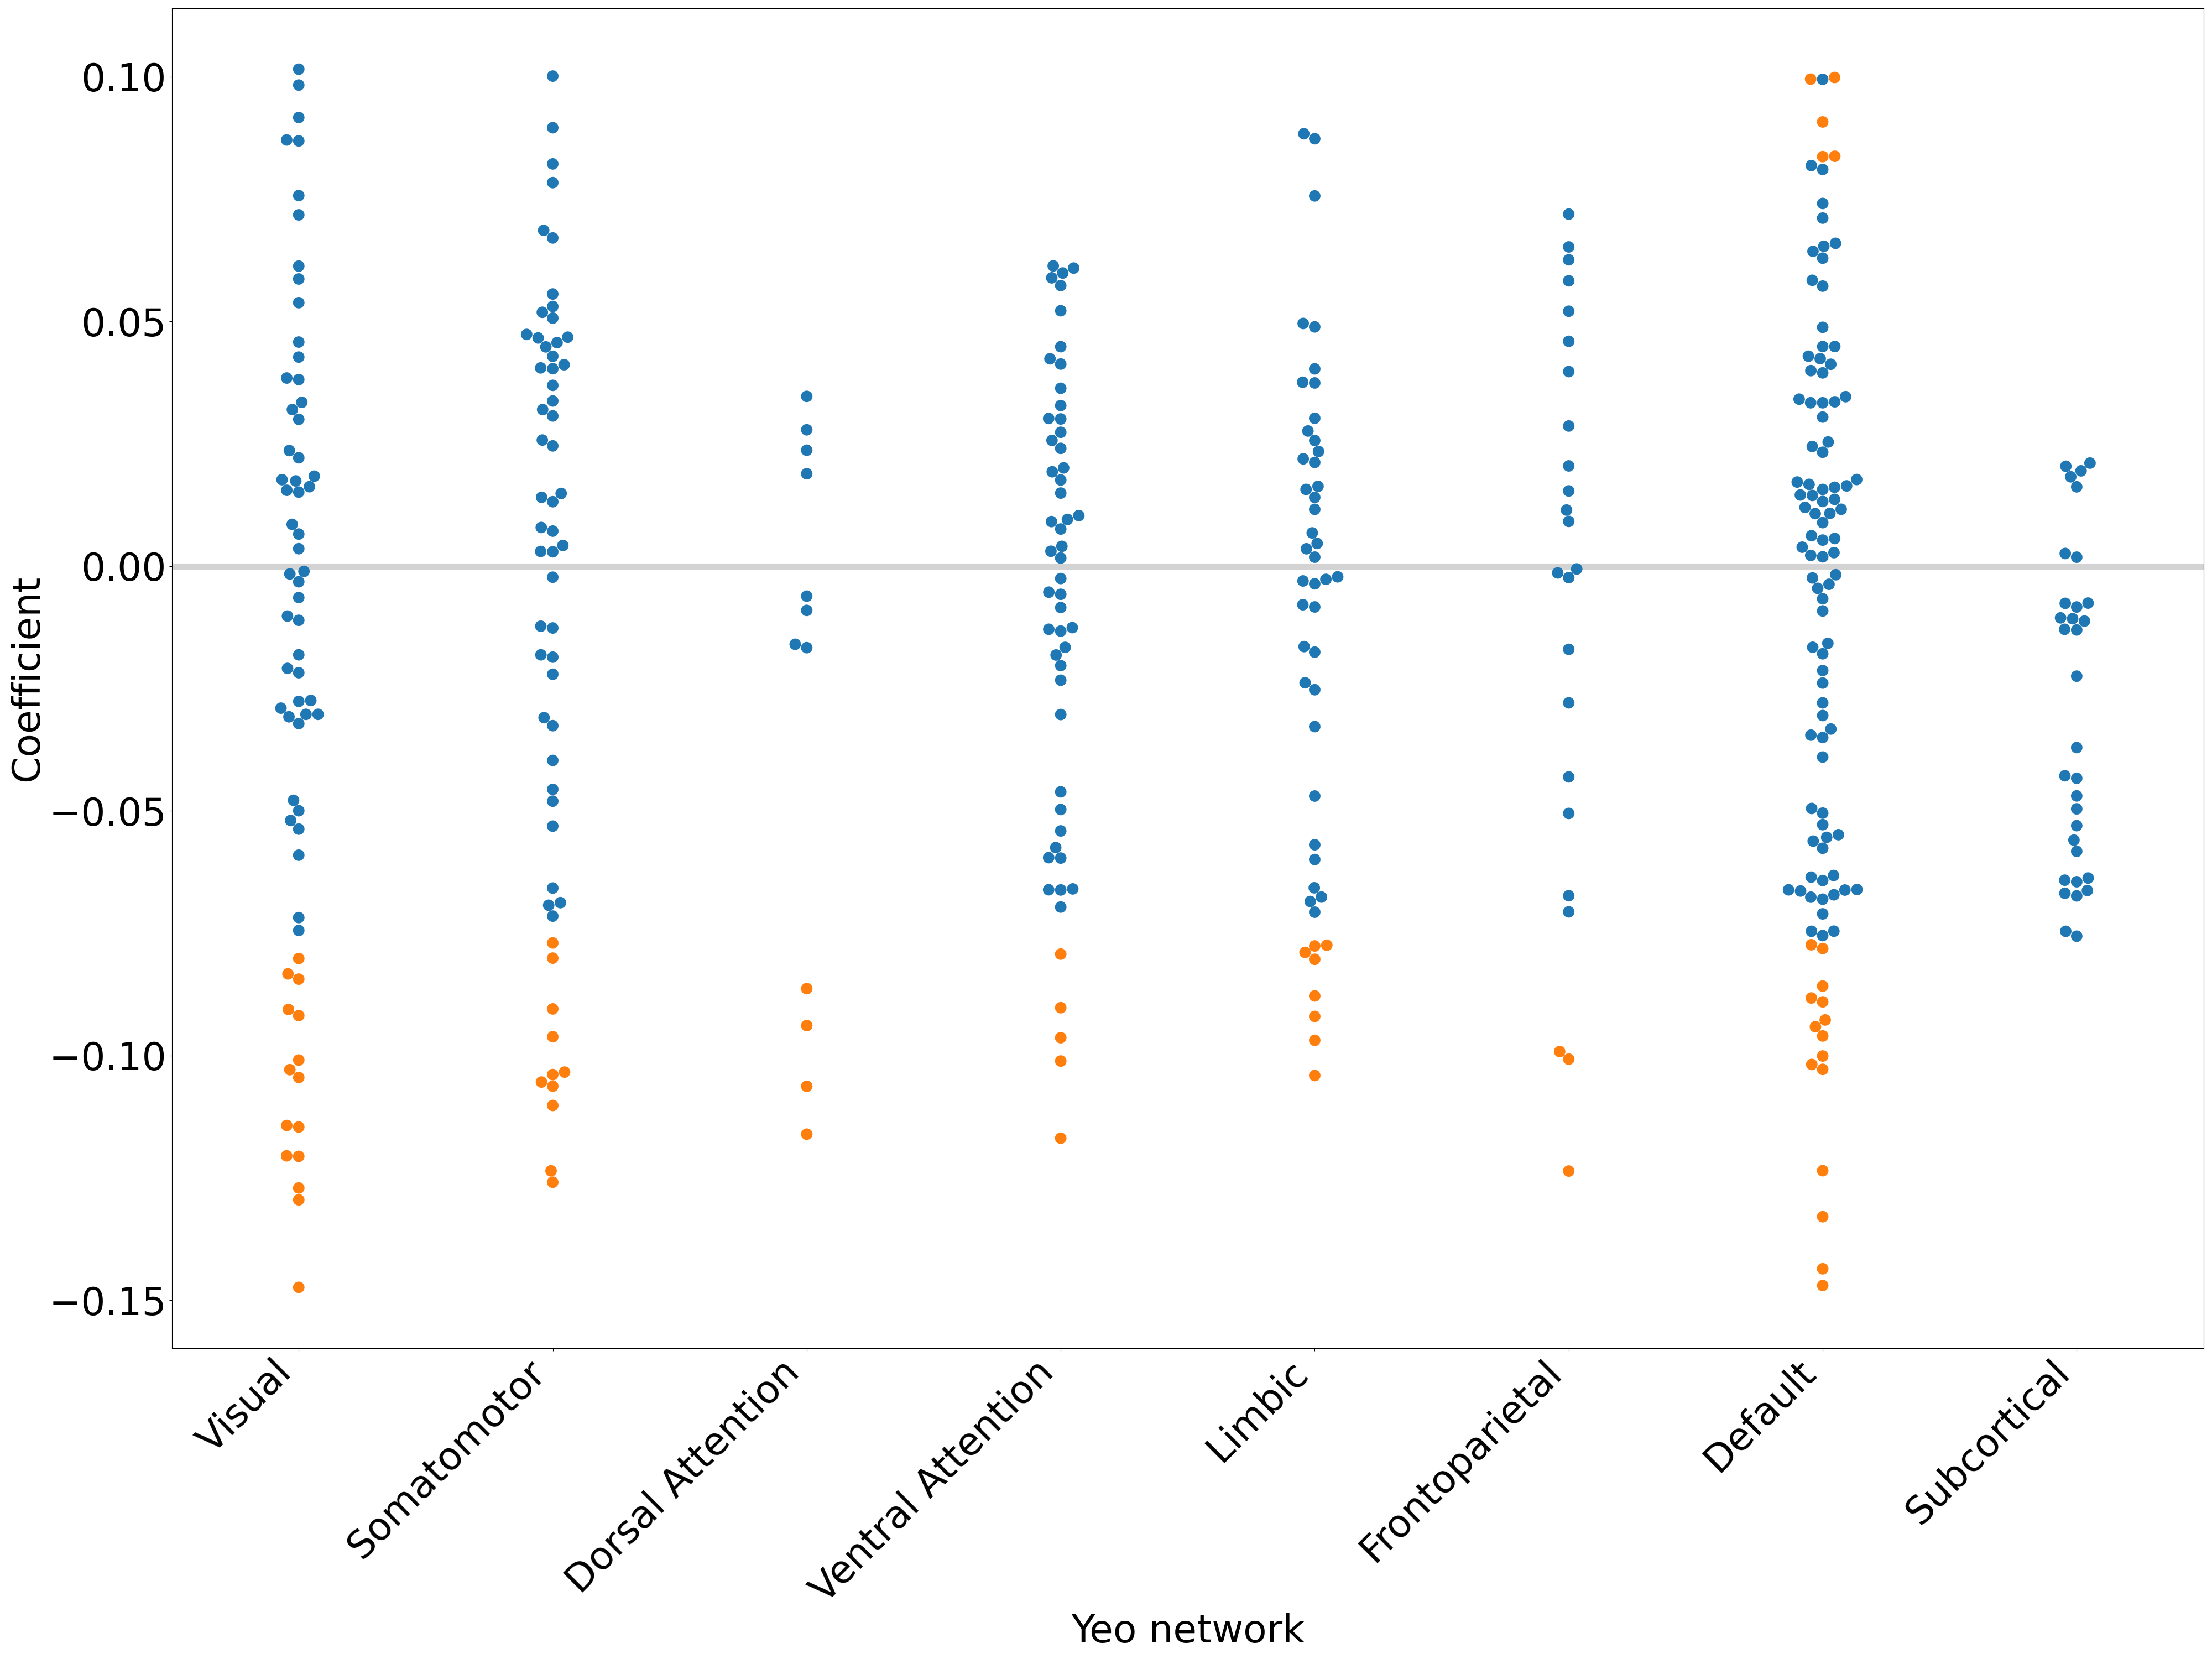 Coefficient
0.10
0.05
0.00
−0.05
−0.10
−0.15
Visual
Somatomotor
Dorsal Attention
Ventral Attention
Limbic
Frontoparietal
Default
Subcortical
Yeo network